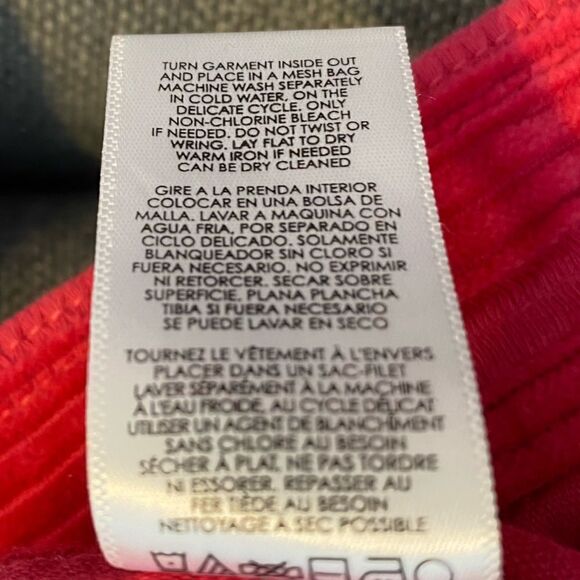 TURN GARMENT INSIDE OUT
AND PLACE IN A MESH BAG
MACHINE WASH SEPARATELY
IN COLD WATER, ON THE
DELICATE CYCLE. ONLY
NON-CHLORINE BLEACH
IF NEEDED. DO NOT TWIST OR
WRING. LAY FLAT TO DRY
WARM IRON IF NEEDED
CAN BE DRY CLEANED
GIRE A LA PRENDA INTERIOR
COLOCAR EN UNA BOLSA DE
MALLA. LAVAR A MAQUINA CON
AGUA FRIA, POR SEPARADO EN
CICLO DELICADO. SOLAMENTE
BLANQUEADOR SIN CLORO SI
FUERA NECESARIO. NO EXPRIMIR
NI RETORCER. SECAR SOBRE
SUPERFICIE. PLANA PLANCHA
TIBIA SI FUERA NECESARIO
SE PUEDE LAVAR EN SECO
TOURNEZ LE VÊTEMENT À L'ENVERS
PLACER DANS UN SAC-FILET
LAVER SÉPARÉMENT À LA MACHINE
À L'EAU FROIDE, AU CYCLE DÉLICAT
UTILISER UN AGENT DE BLANCHÎMENT
SANS CHLORE AU BESOIN
SÉCHER À PLAT, NE PAS TORDRE
NI ESSORER. REPASSER AU
FER TIÈDE AU BESOIN
NETTOYAGE A SEC POSSIBLE